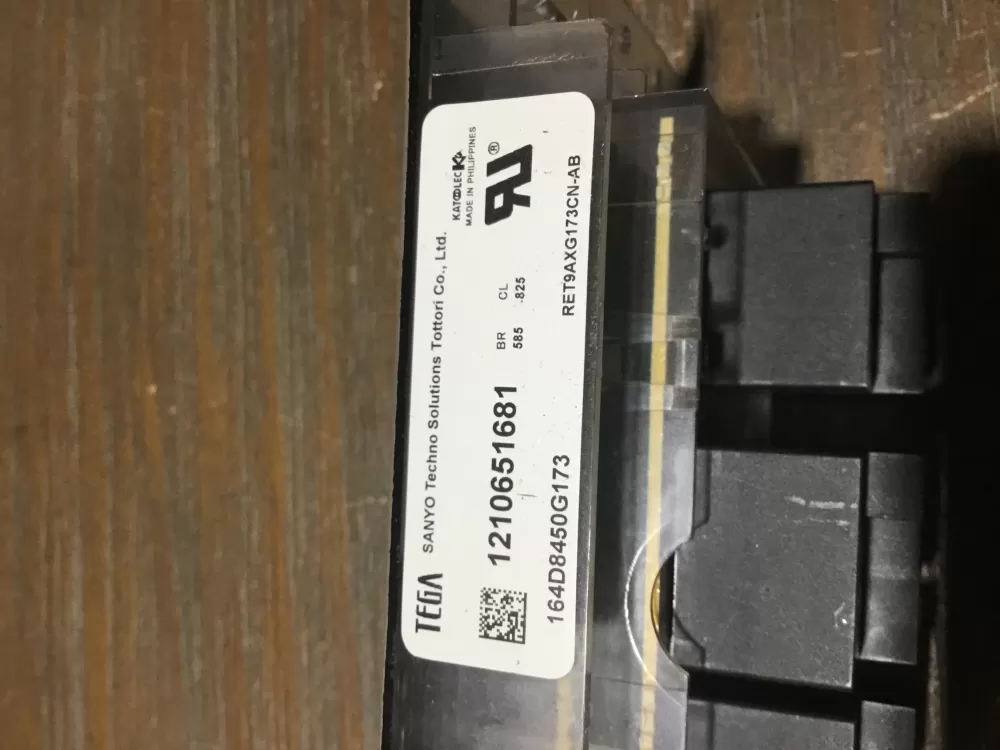 TEGA SANYO Techno Solutions Tottori Co., Ltd.
KATOLEC
MADE IN PHILIPPINES
1210651681
BR CL
585 .825
RU ®
164D8450G173 RET9AXG173CN-AB